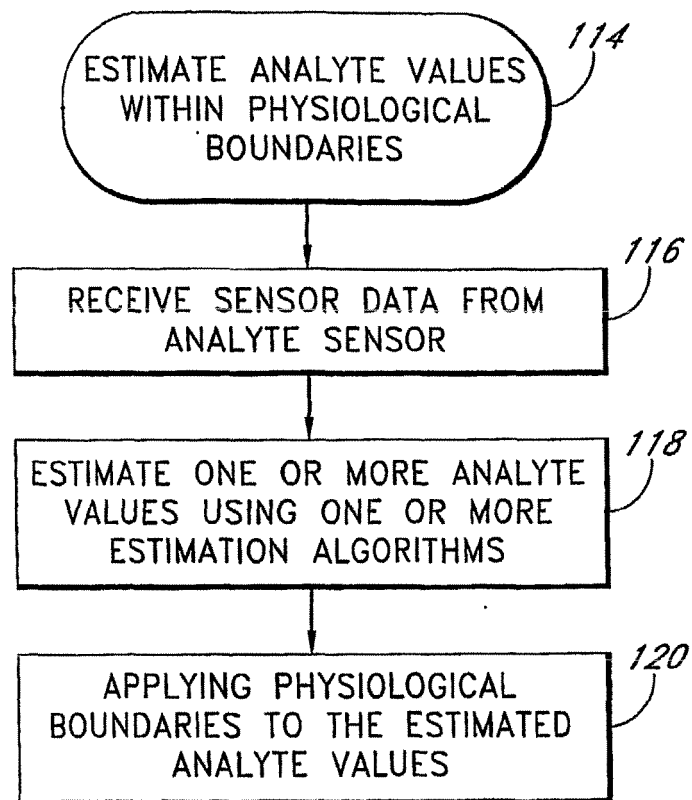 114
ESTIMATE ANALYTE VALUES
WITHIN PHYSIOLOGICAL
BOUNDARIES
116
RECEIVE SENSOR DATA FROM
ANALYTE SENSOR
118
ESTIMATE ONE OR MORE ANALYTE
VALUES USING ONE OR MORE
ESTIMATION ALGORITHMS
120
APPLYING PHYSIOLOGICAL
BOUNDARIES TO THE ESTIMATED
ANALYTE VALUES